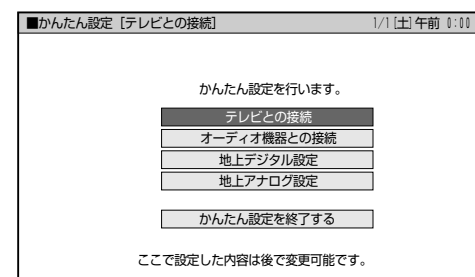 ■かんたん設定［テレビとの接続］ 1/1[土]午前 0:00
かんたん設定を行います。
テレビとの接続
オーディオ機器との接続
地上デジタル設定
地上アナログ設定
かんたん設定を終了する
ここで設定した内容は後で変更可能です。